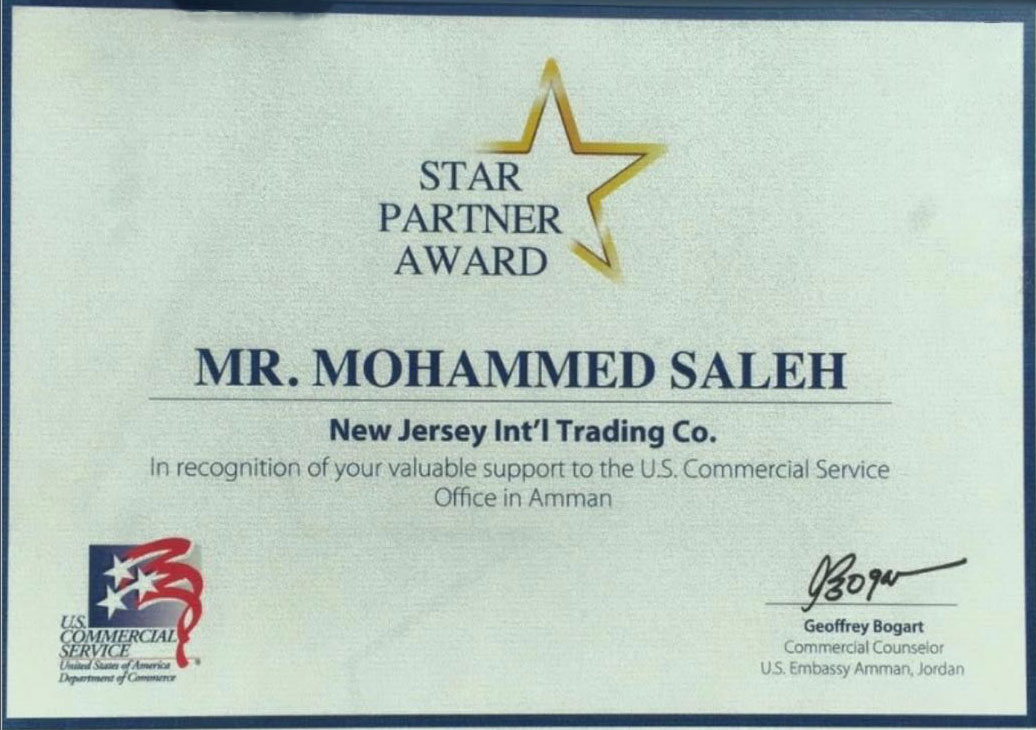 STAR
PARTNER
AWARD
MR. MOHAMMED SALEH
New Jersey Int'l Trading Co.
In recognition of your valuable support to the U.S. Commercial Service
Office in Amman
U.S.
COMMERCIAL
SERVICE
United States of America
Department of Commerce
JBogar
Geoffrey Bogart
Commercial Counselor
U.S. Embassy Amman, Jordan